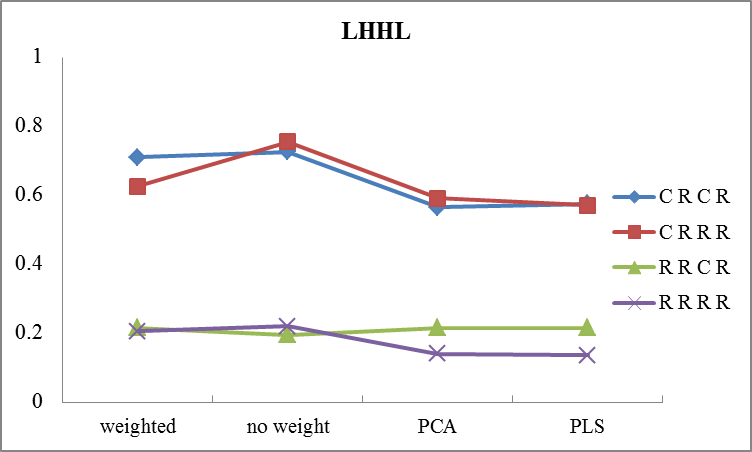 LHHL
1
0.8
0.6
0.4
0.2
0
weighted no weight PCA PLS
C R C R
C R R R
R R C R
R R R R